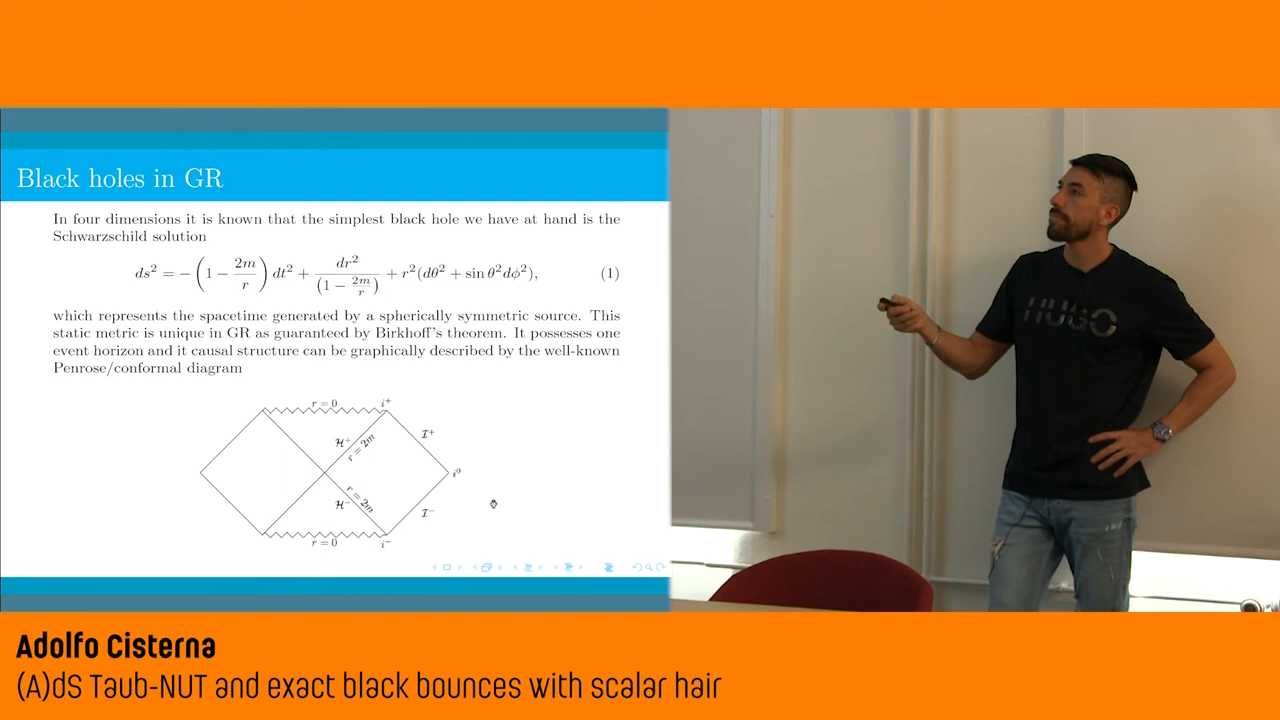 Black holes in GR
In four dimensions it is known that the simplest black hole we have at hand is the
Schwarzschild solution
ds² = −(1 − 2m/r) dt² + dr²/(1 − 2m/r) + r²(dθ² + sin θ² dϕ²), (1)
which represents the spacetime generated by a spherically symmetric source. This
static metric is unique in GR as guaranteed by Birkhoff's theorem. It possesses one
event horizon and it causal structure can be graphically described by the well-known
Penrose/conformal diagram
r = 0
i⁺
ℋ⁺
r = 2m
ℐ⁺
i⁰
r = 2m
ℋ⁻
ℐ⁻
r = 0
i⁻
HUGO
Adolfo Cisterna
(A)dS Taub-NUT and exact black bounces with scalar hair